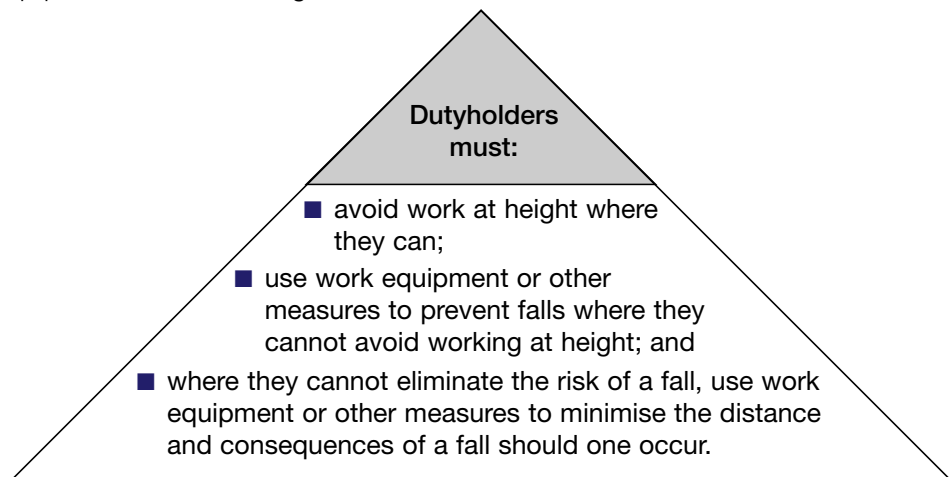 Dutyholders
must:
■ avoid work at height where
they can;
■ use work equipment or other
measures to prevent falls where they
cannot avoid working at height; and
■ where they cannot eliminate the risk of a fall, use work
equipment or other measures to minimise the distance
and consequences of a fall should one occur.